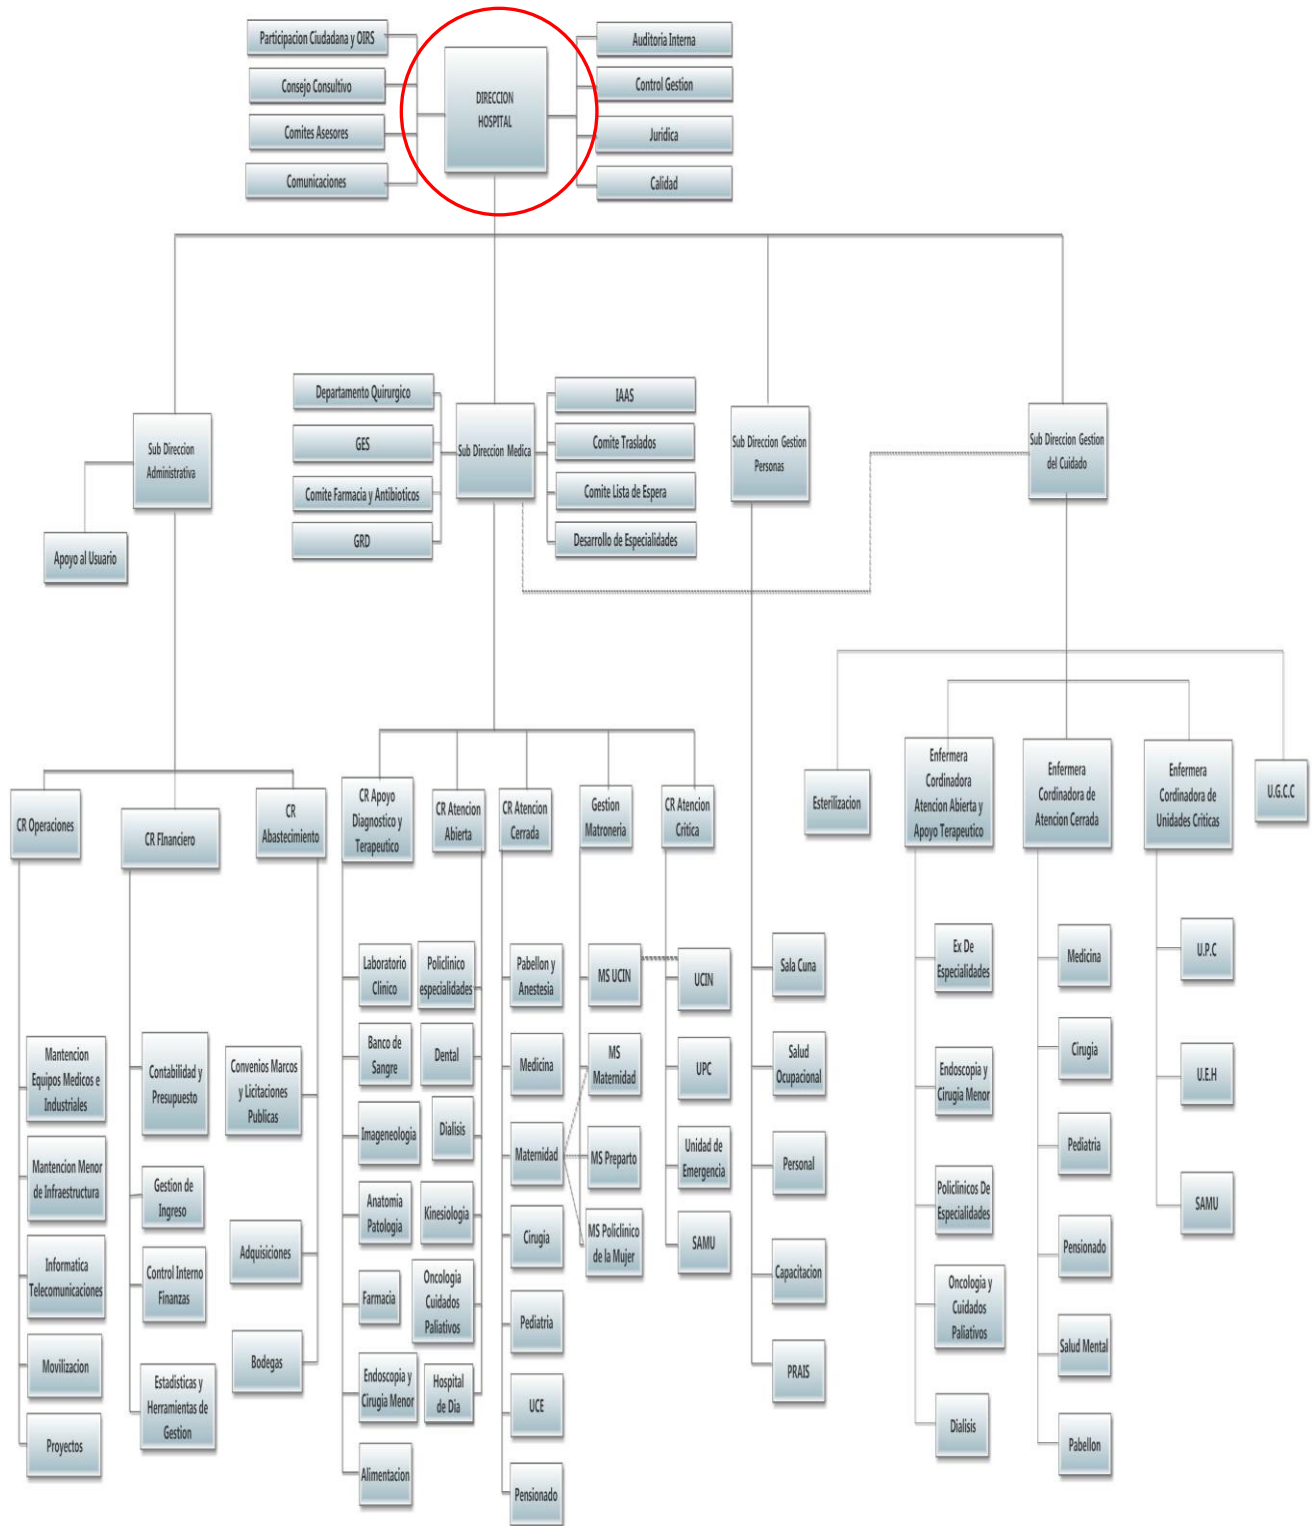 Participacion Ciudadana y OIRS
Consejo Consultivo
Comites Asesores
Comunicaciones
DIRECCION
HOSPITAL
Auditoria Interna
Control Gestion
Juridica
Calidad
Sub Direccion
Administrativa
Apoyo al Usuario
Departamento Quirurgico
GES
Comite Farmacia y Antibioticos
GRD
Sub Direccion Medica
IAAS
Comite Traslados
Comite Lista de Espera
Desarrollo de Especialidades
Sub Direccion Gestion
Personas
Sub Direccion Gestion
del Cuidado
CR Operaciones
CR FInanciero
CR
Abastecimiento
CR Apoyo
Diagnostico y
Terapeutico
CR Atencion
Abierta
CR Atencion
Cerrada
Gestion
Matroneria
CR Atencion
Critica
Esterilizacion
Enfermera
Cordinadora
Atencion Abierta y
Apoyo Terapeutico
Enfermera
Cordinadora de
Atencion Cerrada
Enfermera
Cordinadora de
Unidades Criticas
U.G.C.C
Mantencion
Equipos Medicos e
Industriales
Mantencion Menor
de Infraestructura
Informatica
Telecomunicaciones
Movilizacion
Proyectos
Contabilidad y
Presupuesto
Gestion de
Ingreso
Control Interno
Finanzas
Estadisticas y
Herramientas de
Gestion
Convenios Marcos
y Licitaciones
Publicas
Adquisiciones
Bodegas
Laboratorio
Clinico
Banco de
Sangre
Imageneologia
Anatomia
Patologia
Farmacia
Endoscopia y
Cirugia Menor
Alimentacion
Policlinico
especialidades
Dental
Dialisis
Kinesiologia
Oncologia
Cuidados
Paliativos
Hospital
de Dia
Pabellon y
Anestesia
Medicina
Maternidad
Cirugia
Pediatria
UCE
Pensionado
MS UCIN
MS
Maternidad
MS Preparto
MS Policlinico
de la Mujer
UCIN
UPC
Unidad de
Emergencia
SAMU
Sala Cuna
Salud
Ocupacional
Personal
Capacitacion
PRAIS
Ex De
Especialidades
Endoscopia y
Cirugia Menor
Policlinicos De
Especialidades
Oncologia y
Cuidados
Paliativos
Dialisis
Medicina
Cirugia
Pediatria
Pensionado
Salud Mental
Pabellon
U.P.C
U.E.H
SAMU